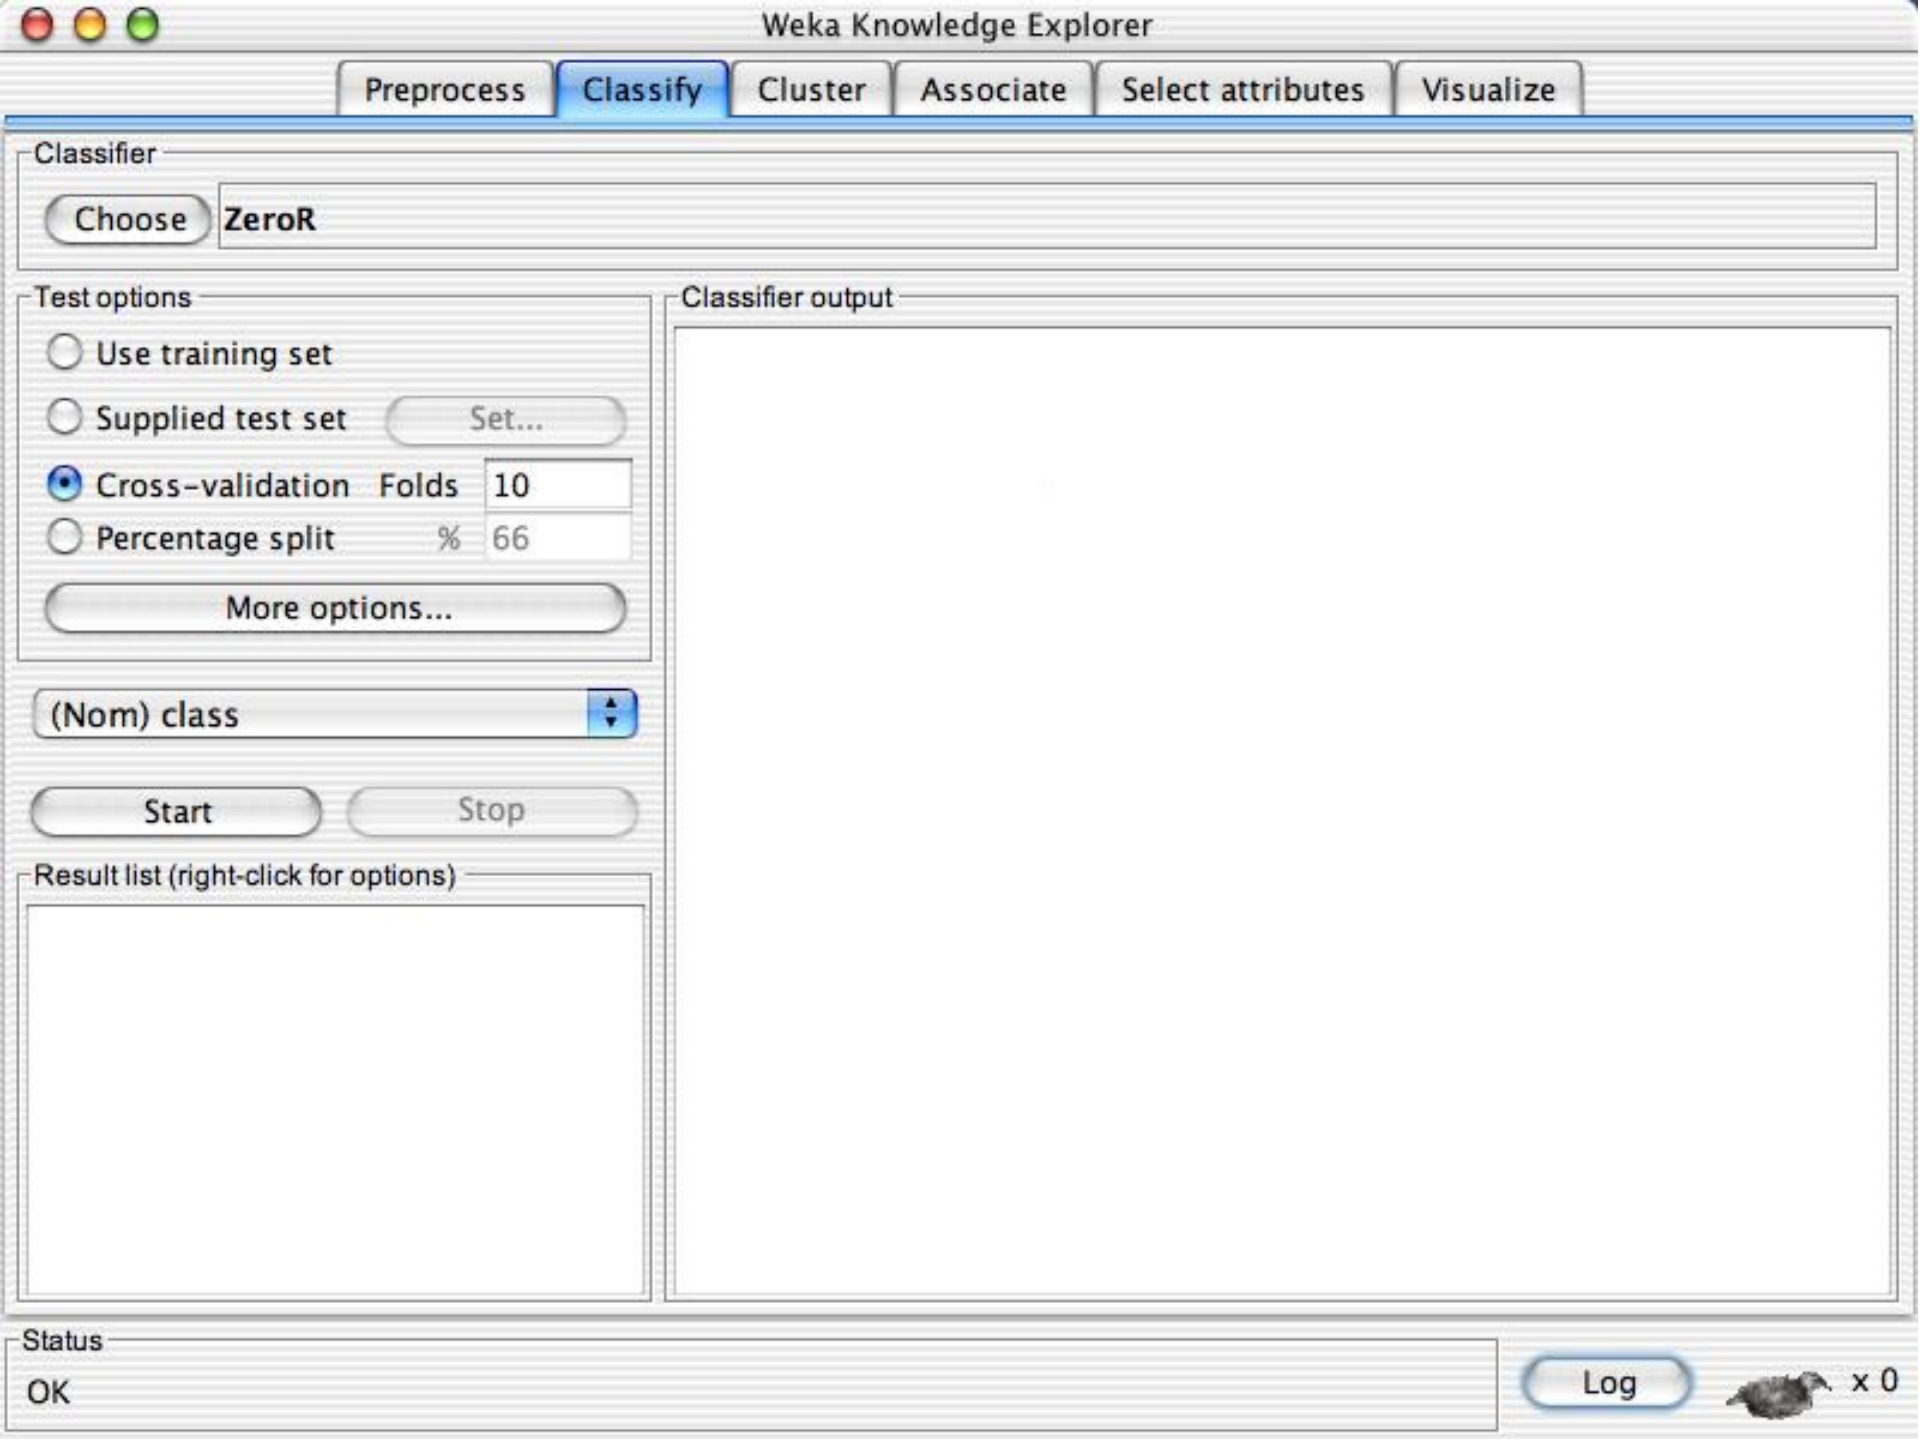 Weka Knowledge Explorer
Preprocess Classify Cluster Associate Select attributes Visualize
Classifier
Choose ZeroR
Test options
Use training set
Supplied test set Set...
Cross-validation Folds 10
Percentage split % 66
More options...
(Nom) class
Start Stop
Result list (right-click for options)
Classifier output
Status
OK
Log x 0